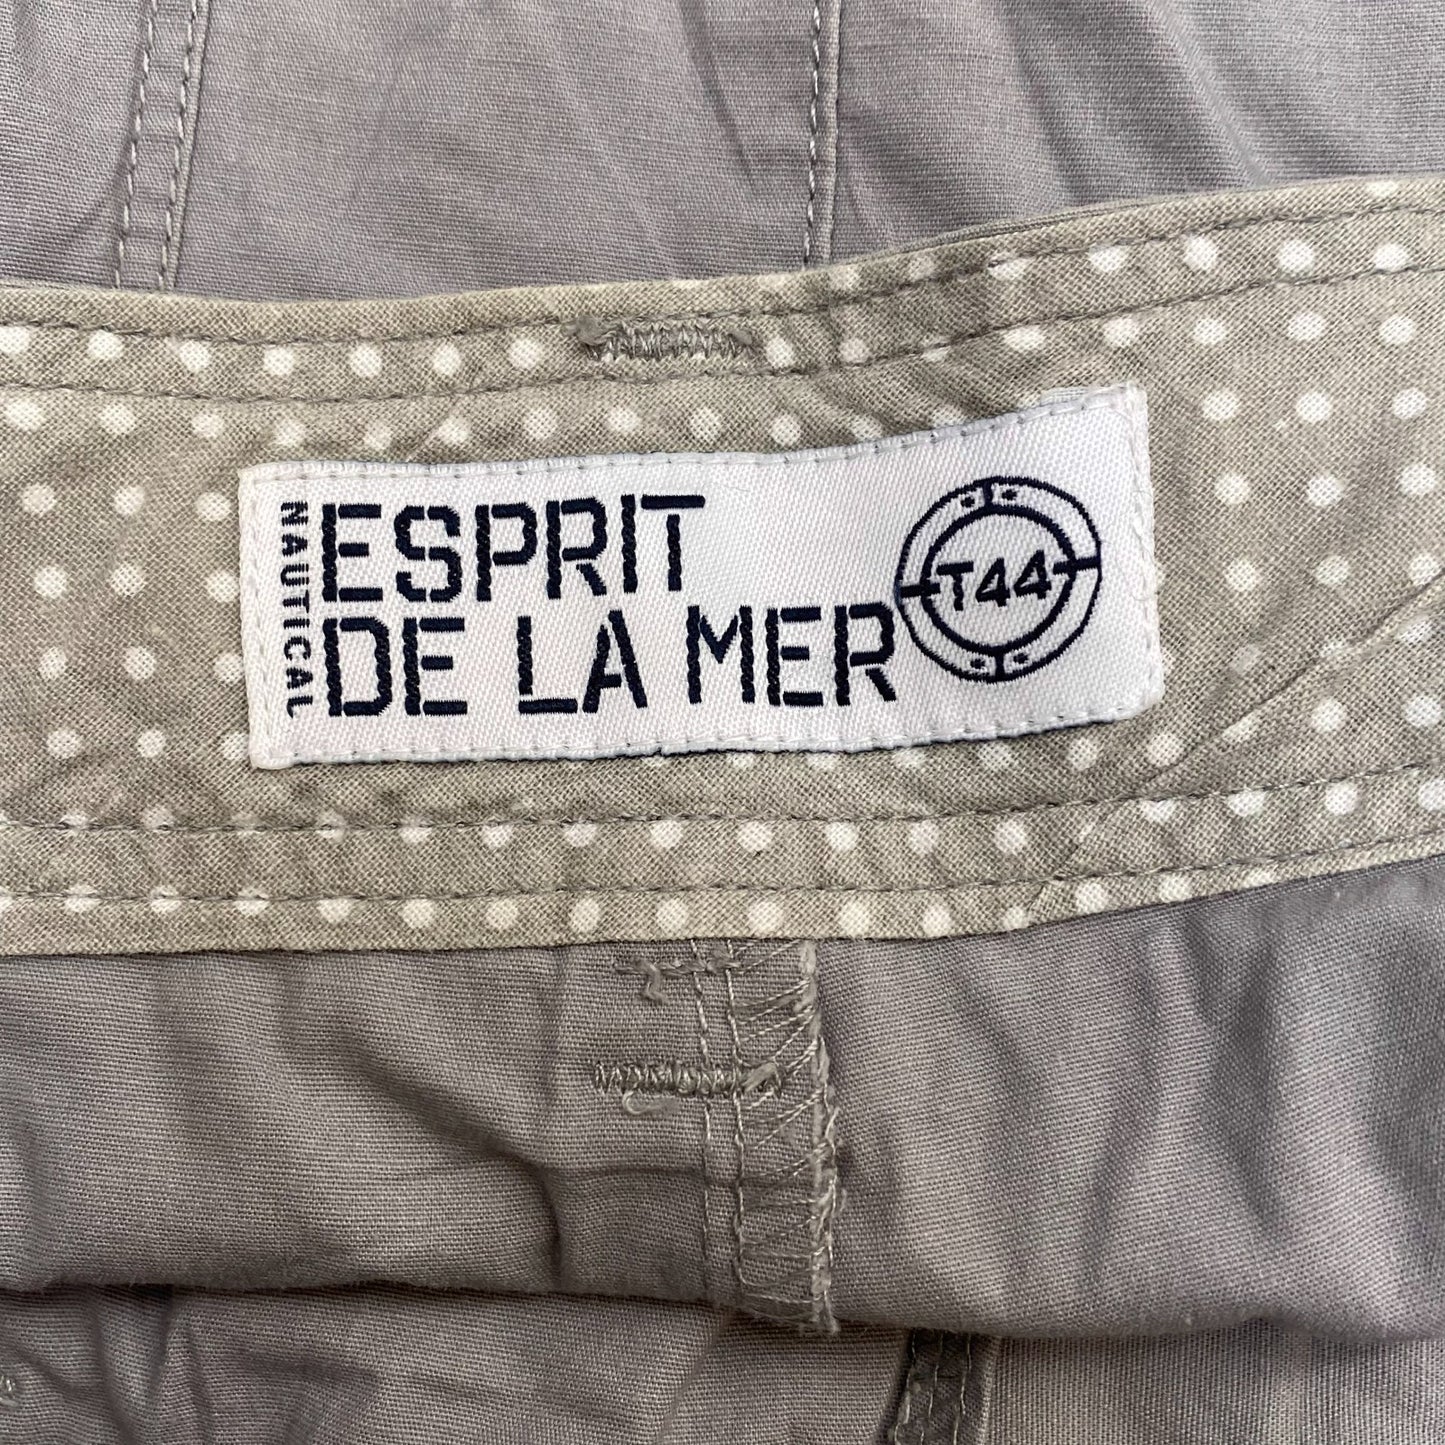 NAUTICAL
ESPRIT
DE LA MER
T44